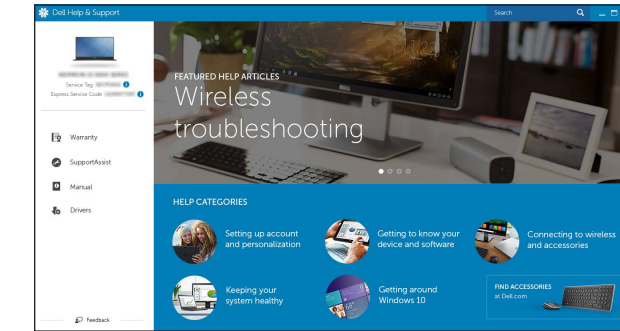 Dell Help & Support
Search
Service Tag
Express Service Code
Warranty
SupportAssist
Manual
Drivers
Feedback
FEATURED HELP ARTICLES
Wireless
troubleshooting
HELP CATEGORIES
Setting up account
and personalization
Getting to know your
device and software
Connecting to wireless
and accessories
Keeping your
system healthy
Getting around
Windows 10
FIND ACCESSORIES
at Dell.com